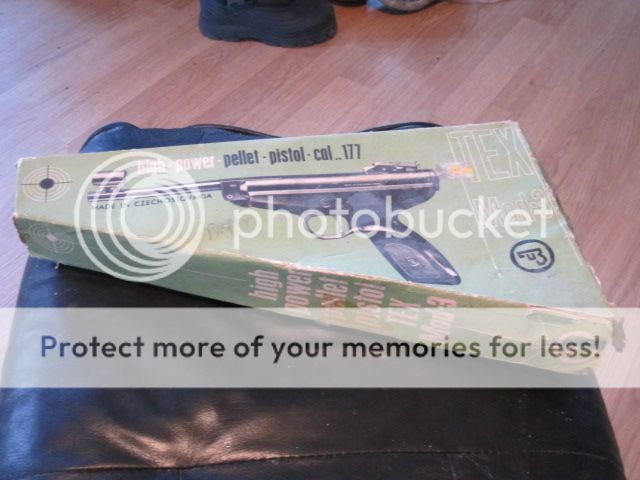 high - power - pellet - pistol - cal..177
TEX
Mod:3
MADE IN CZECHOSLOVAKIA
photobucket
high
power
pellet
pistol
TEX
Mod:3
Protect more of your memories for less!